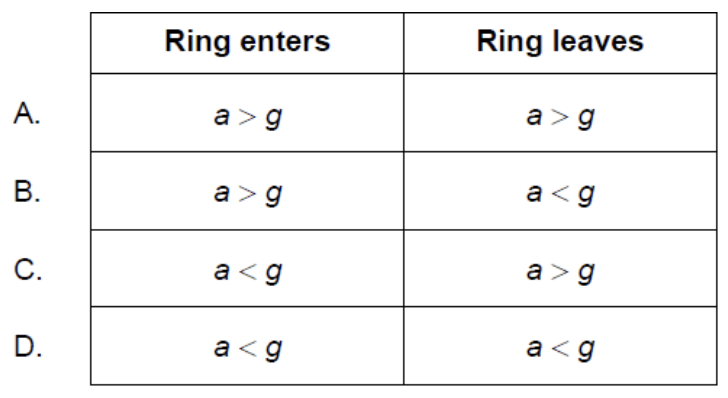 Ring enters Ring leaves
A. a > g a > g
B. a > g a < g
C. a < g a > g
D. a < g a < g